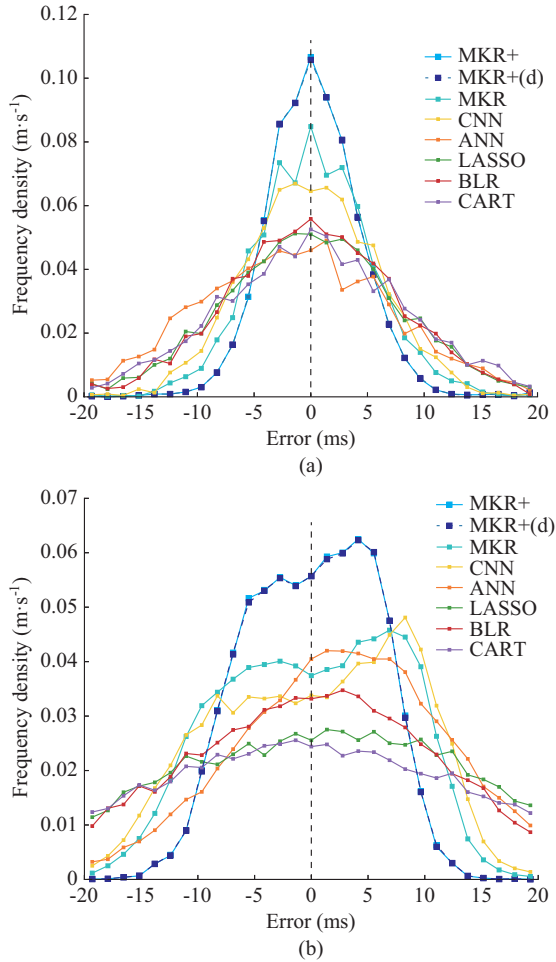 0.12
0.10
0.08
0.06
0.04
0.02
0
Frequency density (m·s⁻¹)
MKR+
MKR+(d)
MKR
CNN
ANN
LASSO
BLR
CART
-20 -15 -10 -5 0 5 10 15 20
Error (ms)
(a)
0.07
0.06
0.05
0.04
0.03
0.02
0.01
0
Frequency density (m·s⁻¹)
MKR+
MKR+(d)
MKR
CNN
ANN
LASSO
BLR
CART
-20 -15 -10 -5 0 5 10 15 20
Error (ms)
(b)